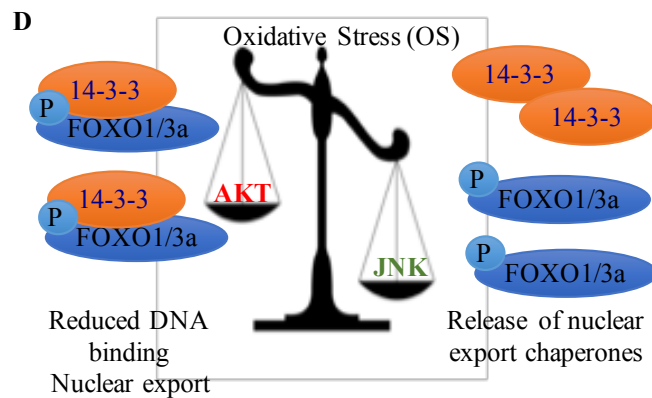 D
Oxidative Stress (OS)
14-3-3
P
FOXO1/3a
14-3-3
P
FOXO1/3a
Reduced DNA
binding
Nuclear export
AKT
JNK
14-3-3
14-3-3
P
FOXO1/3a
P
FOXO1/3a
Release of nuclear
export chaperones